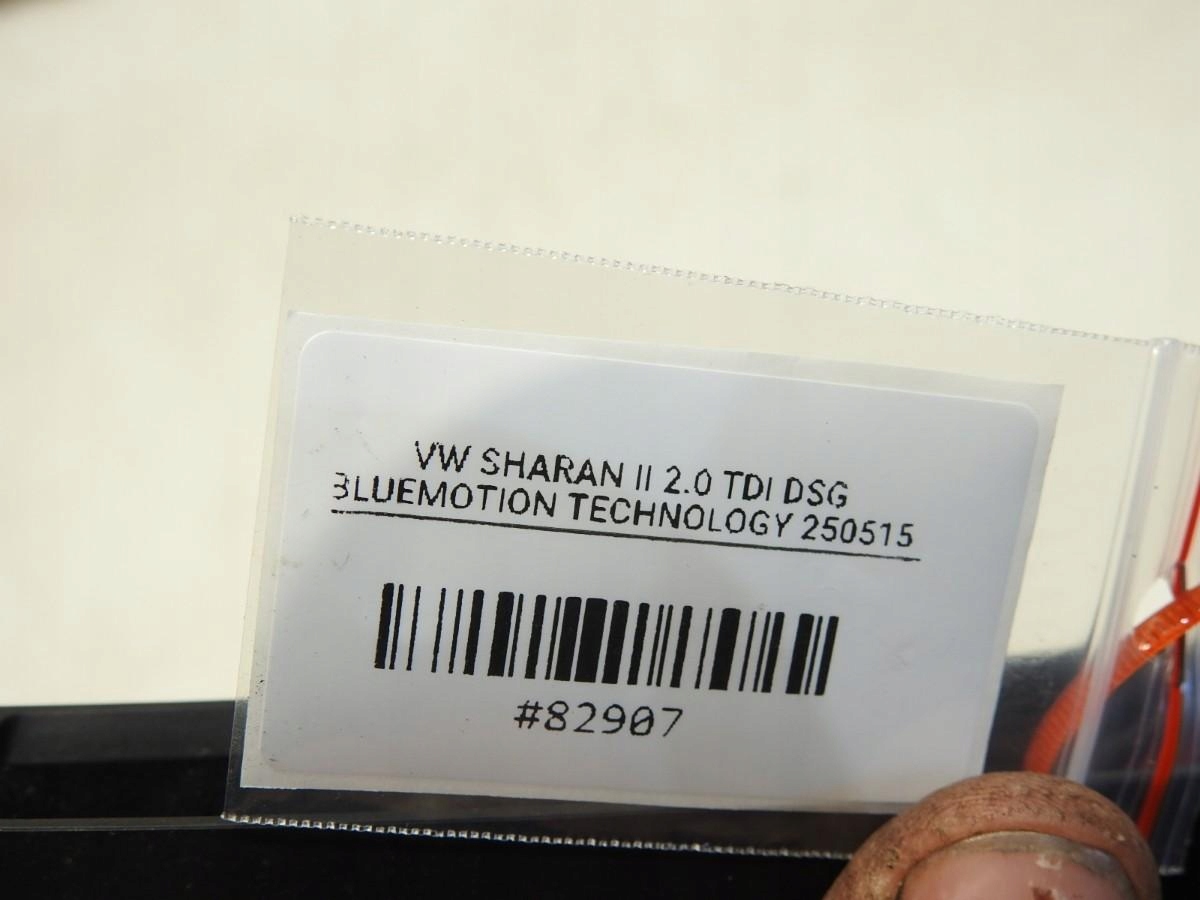 VW SHARAN II 2.0 TDI DSG
BLUEMOTION TECHNOLOGY 250515
#82907